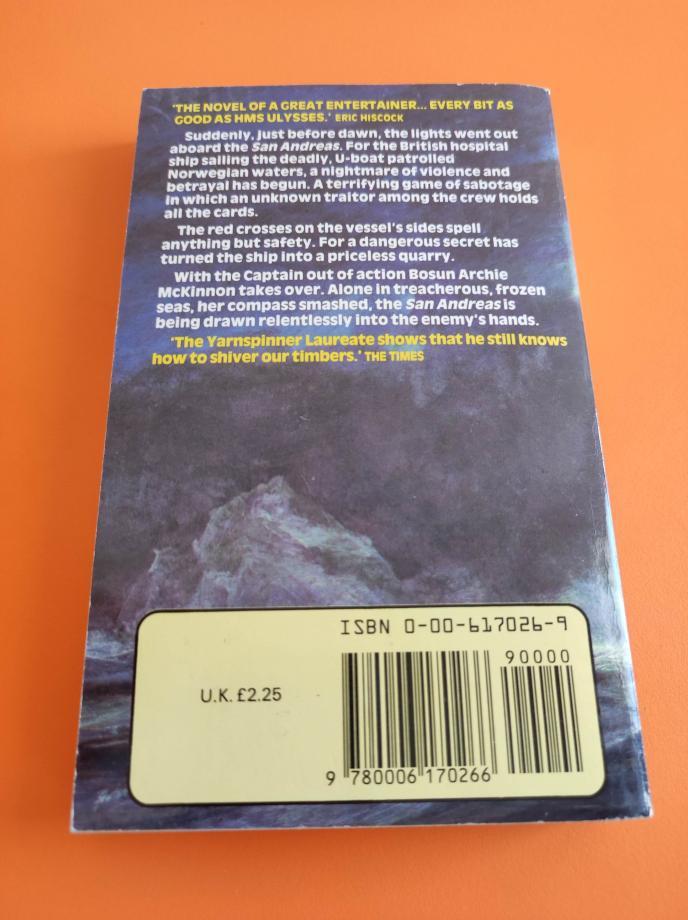 'THE NOVEL OF A GREAT ENTERTAINER... EVERY BIT AS
GOOD AS HMS ULYSSES.' ERIC HISCOCK
Suddenly, just before dawn, the lights went out
aboard the San Andreas. For the British hospital
ship sailing the deadly, U-boat patrolled
Norwegian waters, a nightmare of violence and
betrayal has begun. A terrifying game of sabotage
in which an unknown traitor among the crew holds
all the cards.
The red crosses on the vessel's sides spell
anything but safety. For a dangerous secret has
turned the ship into a priceless quarry.
With the Captain out of action Bosun Archie
McKinnon takes over. Alone in treacherous, frozen
seas, her compass smashed, the San Andreas is
being drawn relentlessly into the enemy's hands.
'The Yarnspinner Laureate shows that he still knows
how to shiver our timbers.' THE TIMES
ISBN 0-00-617026-9
90000
U.K. £2.25
9 780006 170266